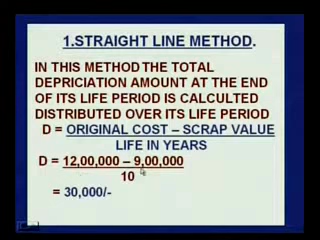 1.STRAIGHT LINE METHOD.
IN THIS METHOD THE TOTAL
DEPRICIATION AMOUNT AT THE END
OF ITS LIFE PERIOD IS CALCULTED
DISTRIBUTED OVER ITS LIFE PERIOD
D = ORIGINAL COST – SCRAP VALUE
LIFE IN YEARS
D = 12,00,000 – 9,00,000
10
= 30,000/-